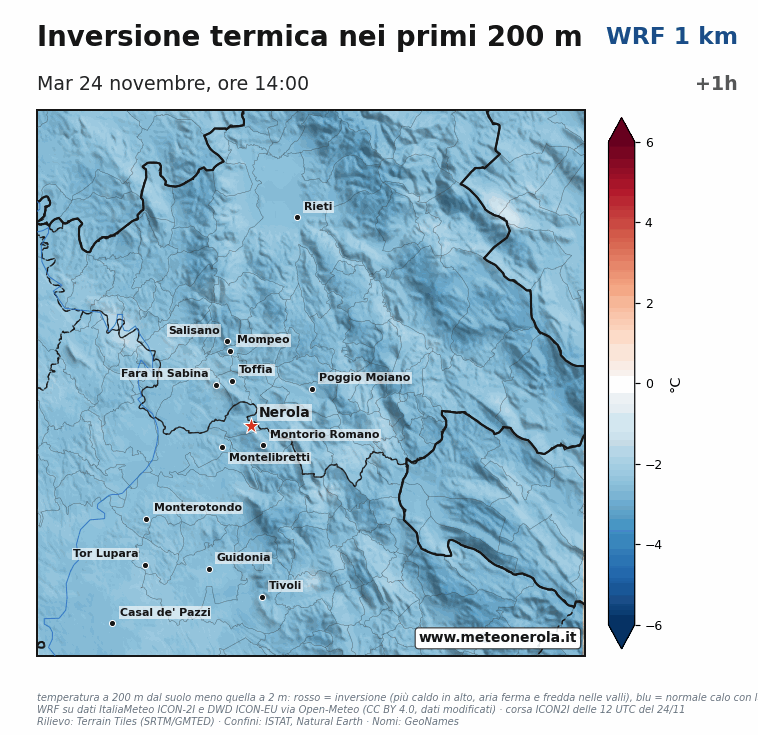 Inversione termica nei primi 200 m WRF 1 km
Mar 24 novembre, ore 14:00 +1h
Rieti
Salisano
Mompeo
Fara in Sabina
Toffia
Poggio Moiano
Nerola
Montorio Romano
Montelibretti
Monterotondo
Tor Lupara
Guidonia
Tivoli
Casal de' Pazzi
www.meteonerola.it
6
4
2
0
−2
−4
−6
°C
temperatura a 200 m dal suolo meno quella a 2 m: rosso = inversione (più caldo in alto, aria ferma e fredda nelle valli), blu = normale calo con l
WRF su dati ItaliaMeteo ICON-2I e DWD ICON-EU via Open-Meteo (CC BY 4.0, dati modificati) · corsa ICON2I delle 12 UTC del 24/11
Rilievo: Terrain Tiles (SRTM/GMTED) · Confini: ISTAT, Natural Earth · Nomi: GeoNames